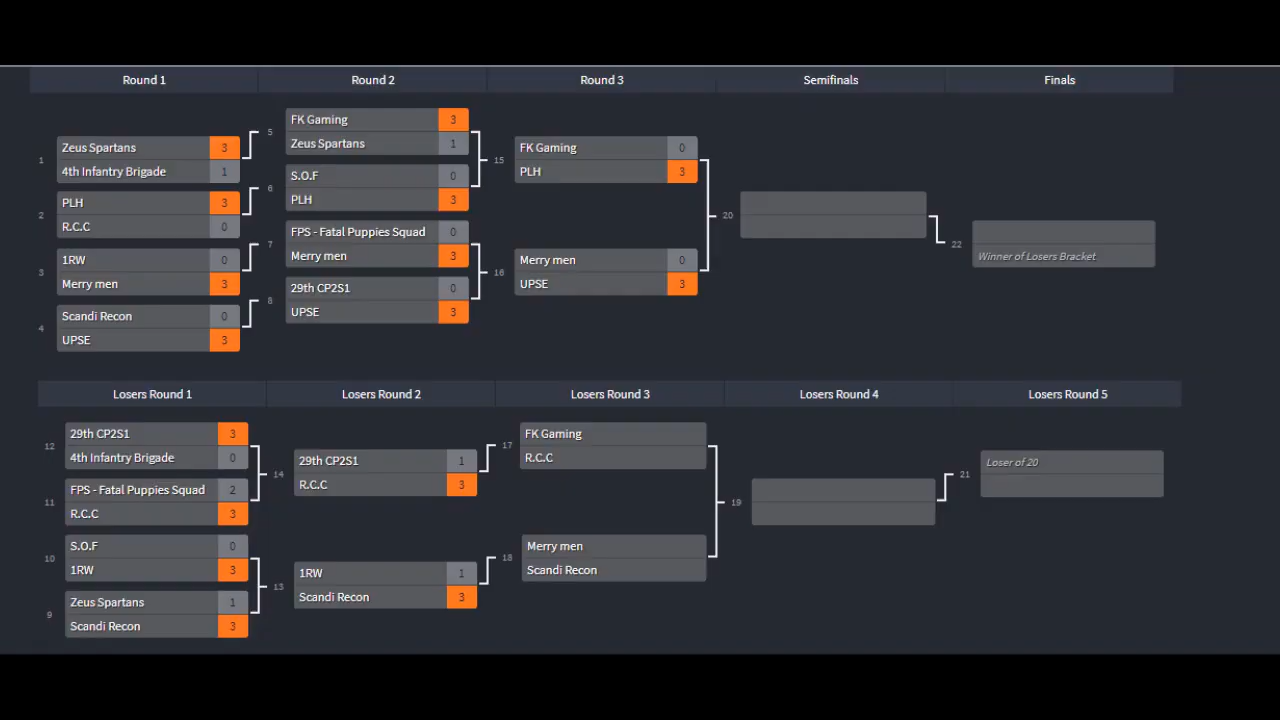 Round 1 Round 2 Round 3 Semifinals Finals
1
Zeus Spartans 3
4th Infantry Brigade 1
2
PLH 3
R.C.C 0
3
1RW 0
Merry men 3
4
Scandi Recon 0
UPSE 3
5
FK Gaming 3
Zeus Spartans 1
6
S.O.F 0
PLH 3
7
FPS - Fatal Puppies Squad 0
Merry men 3
8
29th CP2S1 0
UPSE 3
15
FK Gaming 0
PLH 3
16
Merry men 0
UPSE 3
20
22
Winner of Losers Bracket
Losers Round 1 Losers Round 2 Losers Round 3 Losers Round 4 Losers Round 5
12
29th CP2S1 3
4th Infantry Brigade 0
11
FPS - Fatal Puppies Squad 2
R.C.C 3
10
S.O.F 0
1RW 3
9
Zeus Spartans 1
Scandi Recon 3
14
29th CP2S1 1
R.C.C 3
13
1RW 1
Scandi Recon 3
17
FK Gaming
R.C.C
18
Merry men
Scandi Recon
19
21
Loser of 20